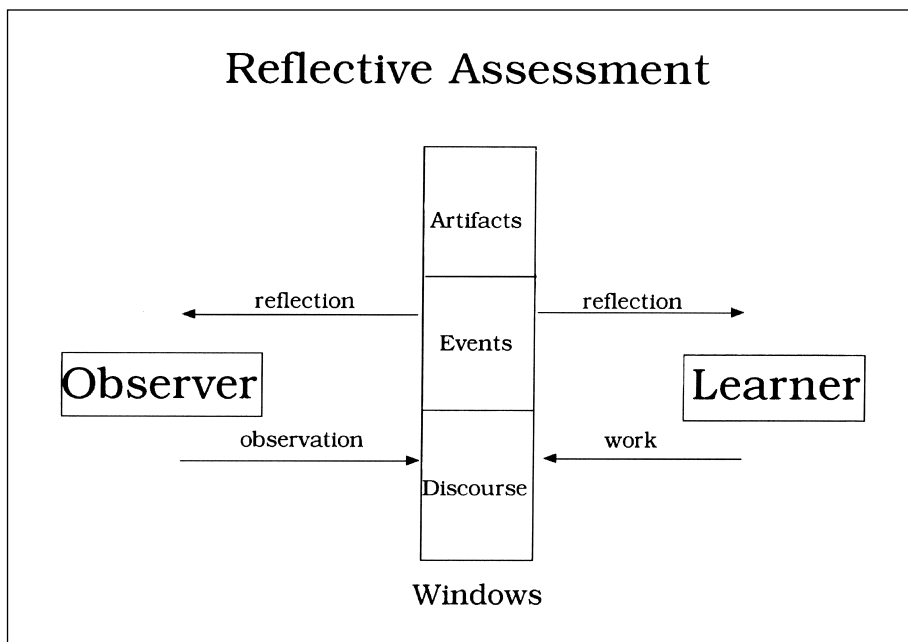 Reflective Assessment
Artifacts
reflection
reflection
Events
Observer
Learner
observation
work
Discourse
Windows